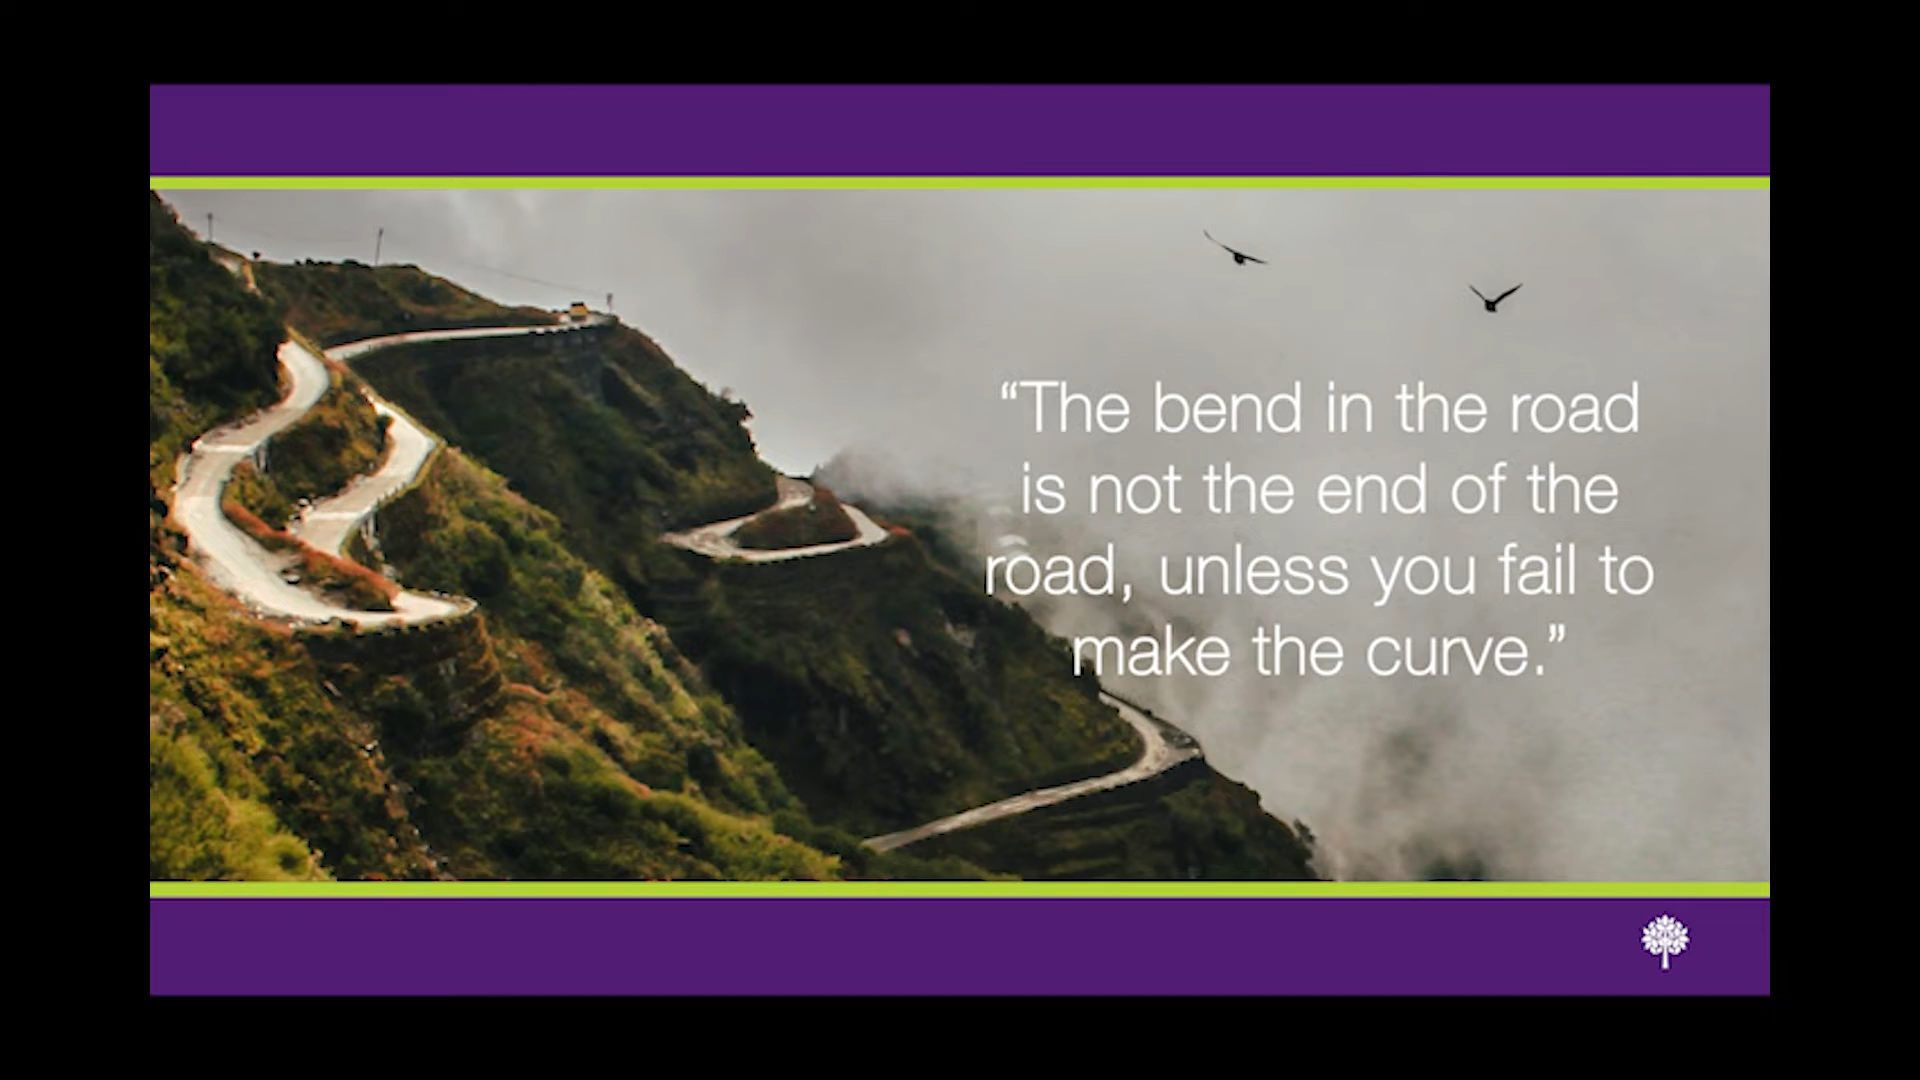 “The bend in the road
is not the end of the
road, unless you fail to
make the curve.”